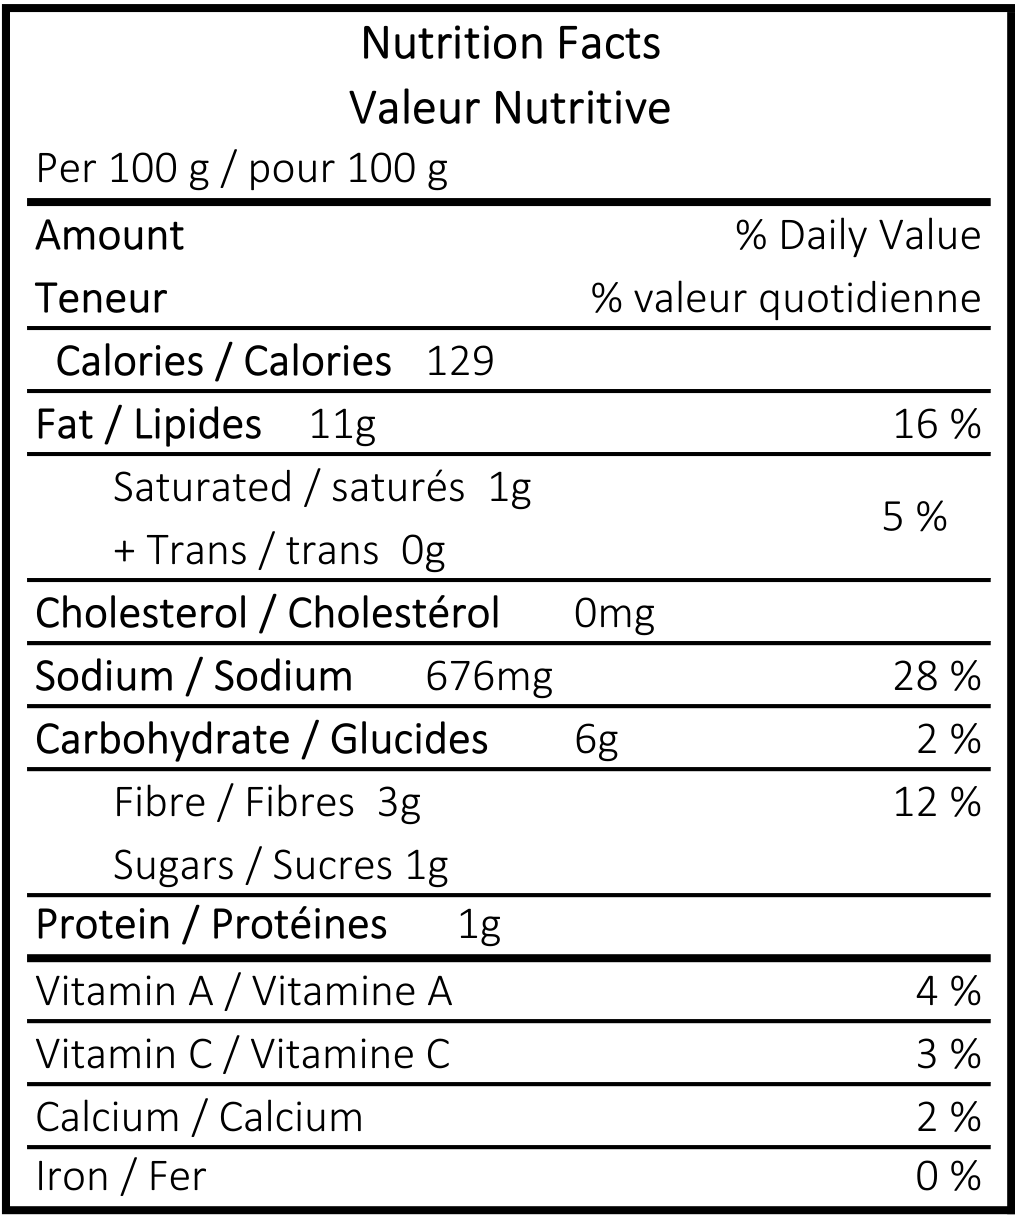 Nutrition Facts
Valeur Nutritive
Per 100 g / pour 100 g
Amount % Daily Value
Teneur % valeur quotidienne
Calories / Calories 129
Fat / Lipides 11g 16 %
Saturated / saturés 1g
5 %
+ Trans / trans 0g
Cholesterol / Cholestérol 0mg
Sodium / Sodium 676mg 28 %
Carbohydrate / Glucides 6g 2 %
Fibre / Fibres 3g 12 %
Sugars / Sucres 1g
Protein / Protéines 1g
Vitamin A / Vitamine A 4 %
Vitamin C / Vitamine C 3 %
Calcium / Calcium 2 %
Iron / Fer 0 %